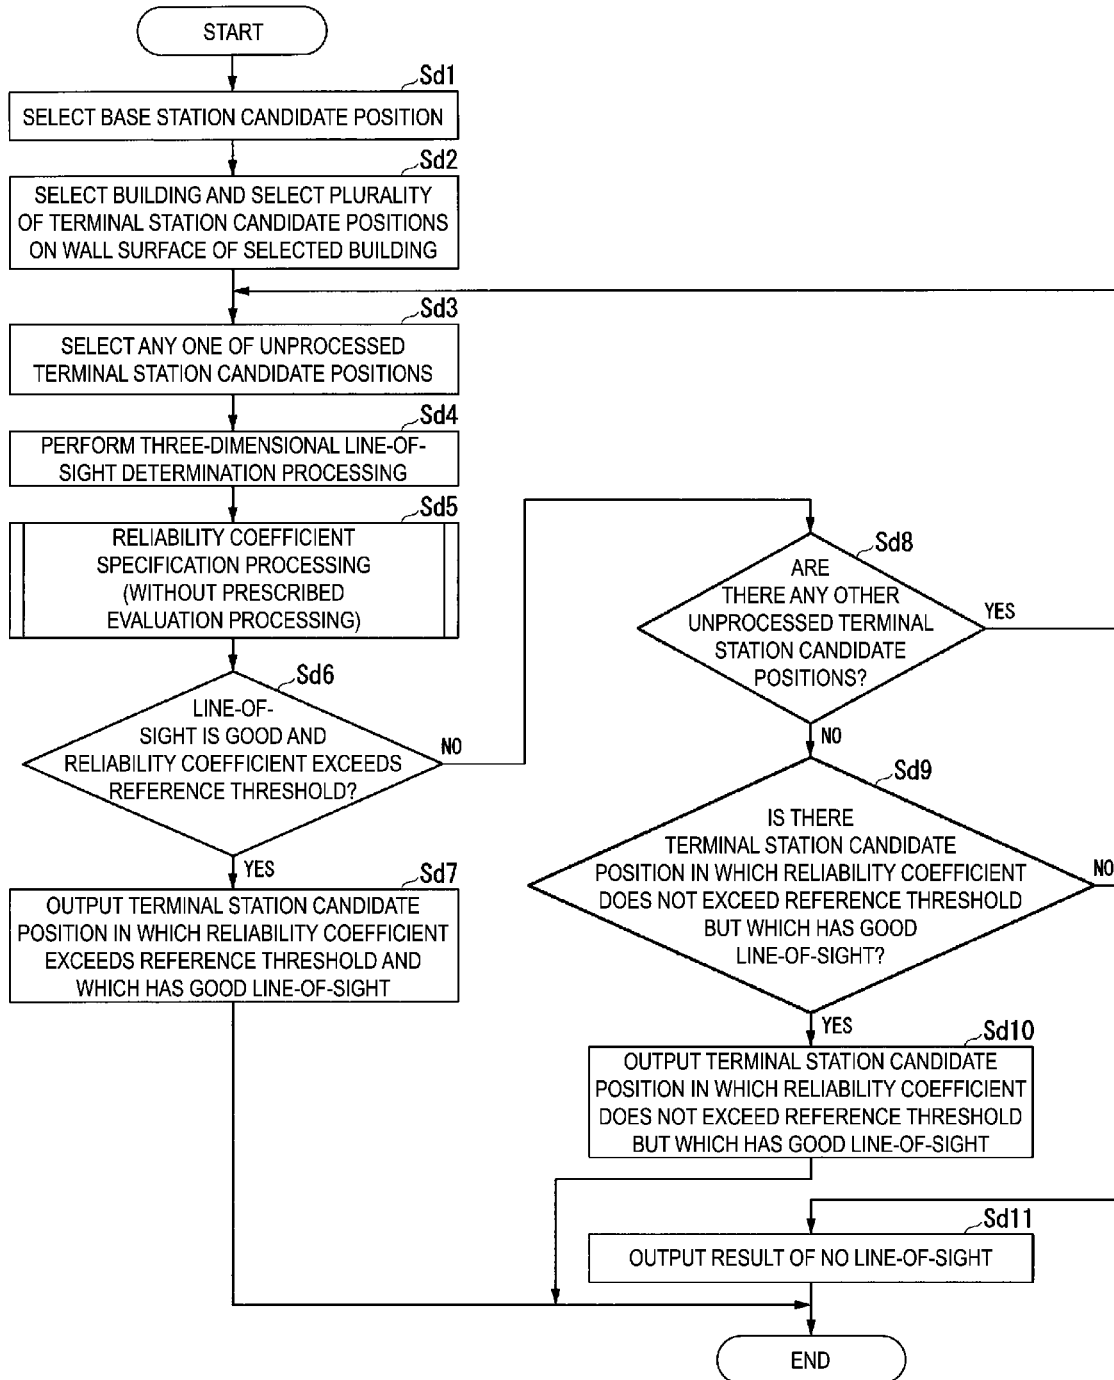 START
Sd1
SELECT BASE STATION CANDIDATE POSITION
Sd2
SELECT BUILDING AND SELECT PLURALITY
OF TERMINAL STATION CANDIDATE POSITIONS
ON WALL SURFACE OF SELECTED BUILDING
Sd3
SELECT ANY ONE OF UNPROCESSED
TERMINAL STATION CANDIDATE POSITIONS
Sd4
PERFORM THREE-DIMENSIONAL LINE-OF-
SIGHT DETERMINATION PROCESSING
Sd5
RELIABILITY COEFFICIENT
SPECIFICATION PROCESSING
(WITHOUT PRESCRIBED
EVALUATION PROCESSING)
Sd6
LINE-OF-
SIGHT IS GOOD AND
RELIABILITY COEFFICIENT EXCEEDS
REFERENCE THRESHOLD?
NO
YES
Sd7
OUTPUT TERMINAL STATION CANDIDATE
POSITION IN WHICH RELIABILITY COEFFICIENT
EXCEEDS REFERENCE THRESHOLD AND
WHICH HAS GOOD LINE-OF-SIGHT
Sd8
ARE
THERE ANY OTHER
UNPROCESSED TERMINAL
STATION CANDIDATE
POSITIONS?
YES
NO
Sd9
IS THERE
TERMINAL STATION CANDIDATE
POSITION IN WHICH RELIABILITY COEFFICIENT
DOES NOT EXCEED REFERENCE THRESHOLD
BUT WHICH HAS GOOD
LINE-OF-SIGHT?
NO
YES
Sd10
OUTPUT TERMINAL STATION CANDIDATE
POSITION IN WHICH RELIABILITY COEFFICIENT
DOES NOT EXCEED REFERENCE THRESHOLD
BUT WHICH HAS GOOD LINE-OF-SIGHT
Sd11
OUTPUT RESULT OF NO LINE-OF-SIGHT
END